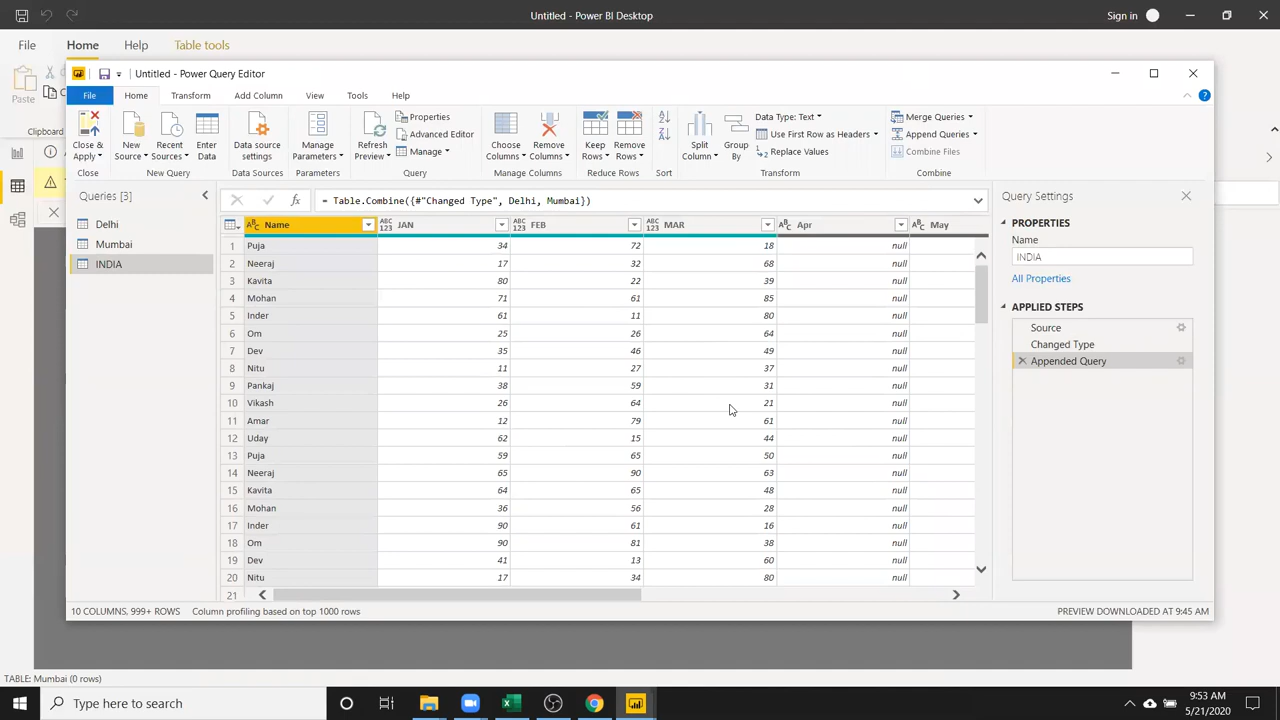 Untitled - Power BI Desktop
Sign in
File
Home
Help
Table tools
Paste
Clipboard
Untitled - Power Query Editor
File
Home
Transform
Add Column
View
Tools
Help
Close &
Apply
Close
New
Source
Recent
Sources
Enter
Data
New Query
Data source
settings
Data Sources
Manage
Parameters
Parameters
Refresh
Preview
Properties
Advanced Editor
Manage
Query
Choose
Columns
Remove
Columns
Manage Columns
Keep
Rows
Remove
Rows
Reduce Rows
Sort
Split
Column
Group
By
Data Type: Text
Use First Row as Headers
Replace Values
Transform
Merge Queries
Append Queries
Combine Files
Combine
Queries [3]
Delhi
Mumbai
INDIA
= Table.Combine({#"Changed Type", Delhi, Mumbai})
Name JAN FEB MAR Apr May
1 Puja 34 72 18 null
2 Neeraj 17 32 68 null
3 Kavita 80 22 39 null
4 Mohan 71 61 85 null
5 Inder 61 11 80 null
6 Om 25 26 64 null
7 Dev 35 46 49 null
8 Nitu 11 27 37 null
9 Pankaj 38 59 31 null
10 Vikash 26 64 21 null
11 Amar 12 79 61 null
12 Uday 62 15 44 null
13 Puja 59 65 50 null
14 Neeraj 65 90 63 null
15 Kavita 64 65 48 null
16 Mohan 36 56 28 null
17 Inder 90 61 16 null
18 Om 90 81 38 null
19 Dev 41 13 60 null
20 Nitu 17 34 80 null
21
Query Settings
PROPERTIES
Name
INDIA
All Properties
APPLIED STEPS
Source
Changed Type
Appended Query
10 COLUMNS, 999+ ROWS
Column profiling based on top 1000 rows
PREVIEW DOWNLOADED AT 9:45 AM
TABLE: Mumbai (0 rows)
Type here to search
9:53 AM
5/21/2020